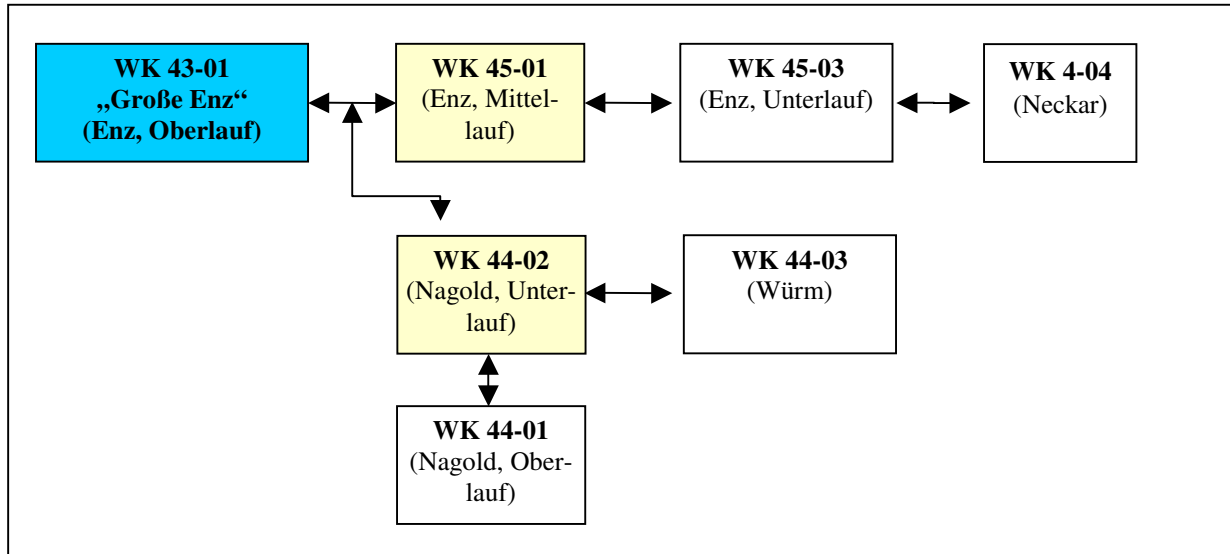 WK 43-01
„Große Enz“
(Enz, Oberlauf)
WK 45-01
(Enz, Mittel-
lauf)
WK 45-03
(Enz, Unterlauf)
WK 4-04
(Neckar)
WK 44-02
(Nagold, Unter-
lauf)
WK 44-03
(Würm)
WK 44-01
(Nagold, Ober-
lauf)